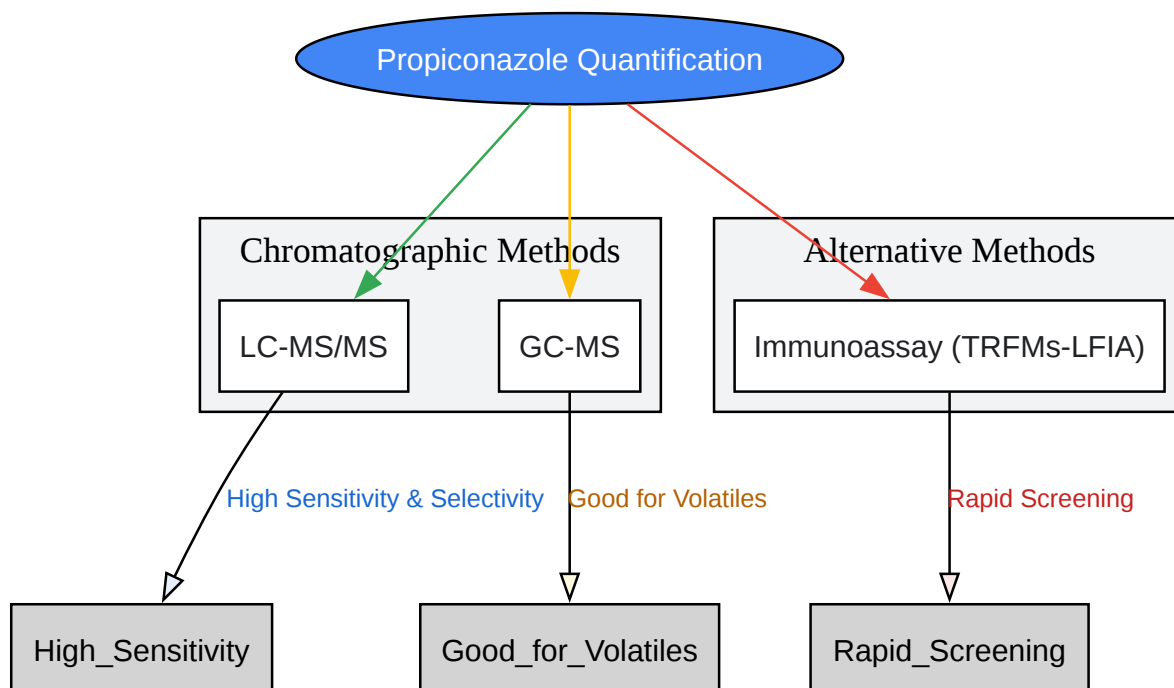 Propiconazole Quantification
Chromatographic Methods
Alternative Methods
LC-MS/MS
GC-MS
Immunoassay (TRFMs-LFIA)
High Sensitivity & Selectivity
Good for Volatiles
Rapid Screening
High_Sensitivity
Good_for_Volatiles
Rapid_Screening